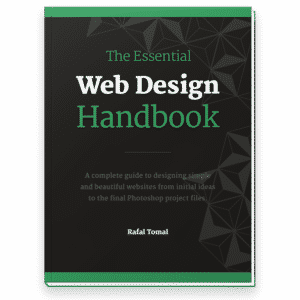 The Essential
Web Design
Handbook
A complete guide to designing simple
and beautiful websites from initial ideas
to the final Photoshop project files.
Rafal Tomal